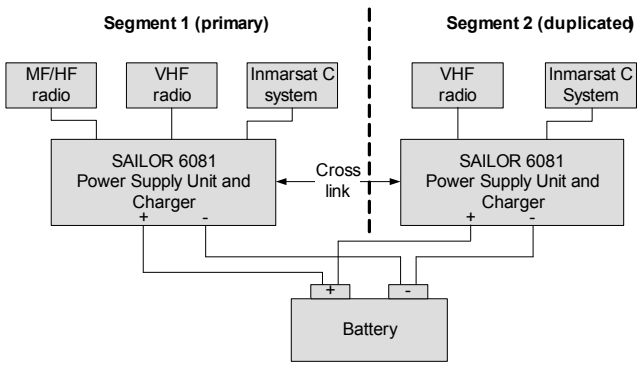 Segment 1 (primary)
Segment 2 (duplicated)
MF/HF
radio
VHF
radio
Inmarsat C
system
VHF
radio
Inmarsat C
System
SAILOR 6081
Power Supply Unit and
Charger
+ -
Cross
link
SAILOR 6081
Power Supply Unit and
Charger
+ -
+ -
Battery